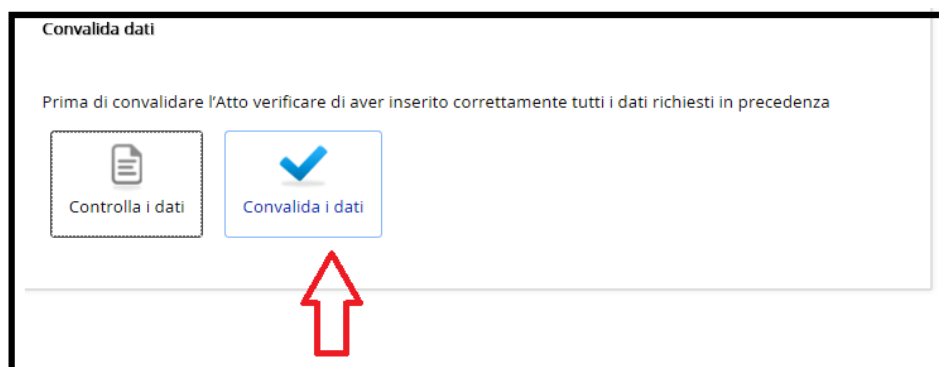 Convalida dati
Prima di convalidare l'Atto verificare di aver inserito correttamente tutti i dati richiesti in precedenza
Controlla i dati
Convalida i dati